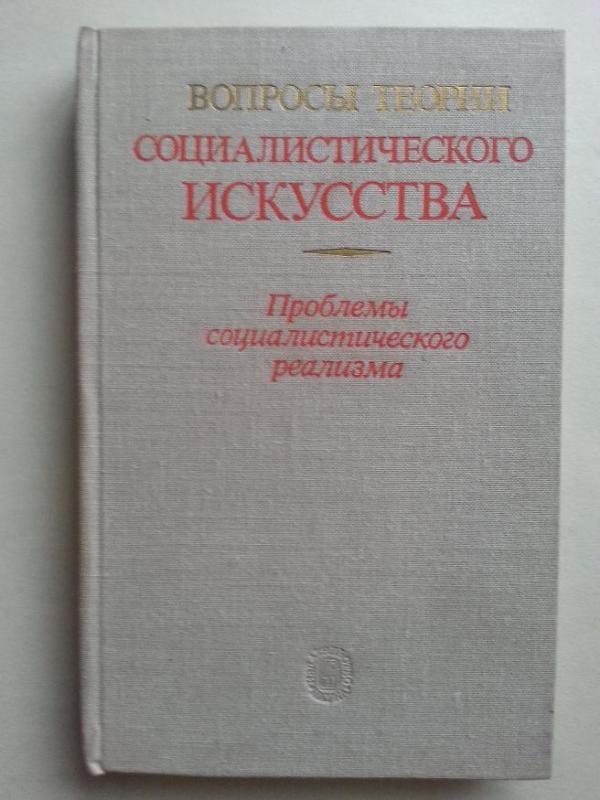 ВОПРОСЫ ТЕОРИИ
СОЦИАЛИСТИЧЕСКОГО
ИСКУССТВА
Проблемы
социалистического
реализма